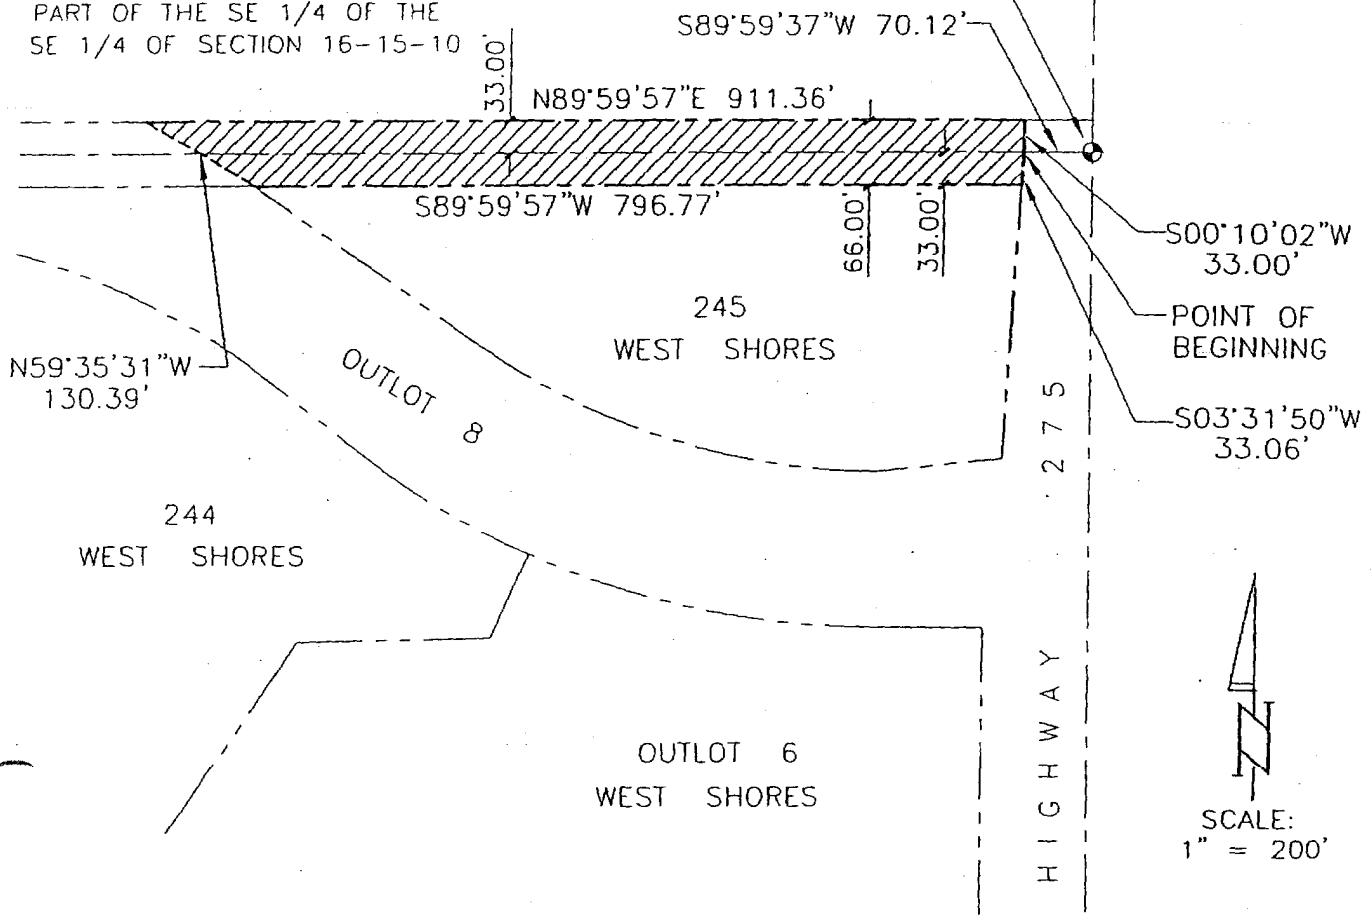 PART OF THE SE 1/4 OF THE
SE 1/4 OF SECTION 16-15-10
S89°59'37"W 70.12'
33.00'
N89°59'57"E 911.36'
S89°59'57"W 796.77'
66.00'
33.00'
S00°10'02"W
33.00'
POINT OF
BEGINNING
S03°31'50"W
33.06'
245
WEST SHORES
N59°35'31"W
130.39'
OUTLOT 8
244
WEST SHORES
OUTLOT 6
WEST SHORES
HIGHWAY 275
N
SCALE:
1" = 200'